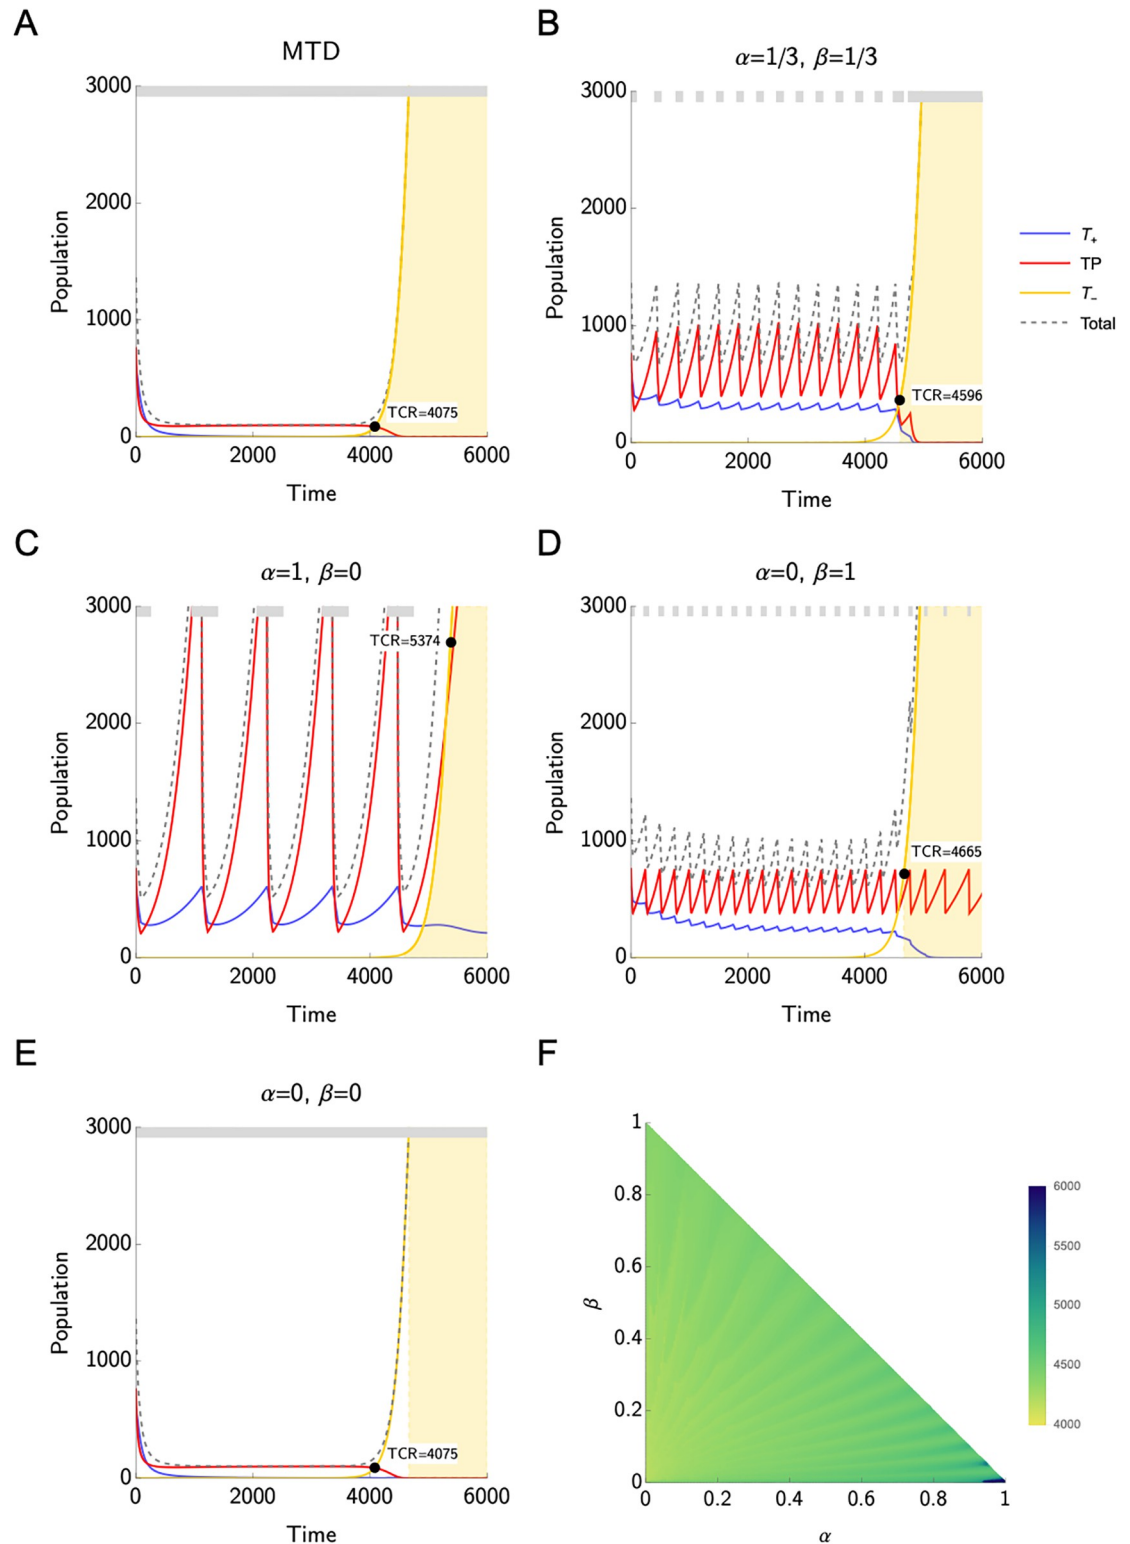 A
MTD
3000
2000
1000
0
Population
TCR=4075
0 2000 4000 6000
Time
B
α=1/3, β=1/3
3000
2000
1000
0
Population
TCR=4596
0 2000 4000 6000
Time
T₊
TP
T₋
Total
C
α=1, β=0
3000
2000
1000
0
Population
TCR=5374
0 2000 4000 6000
Time
D
α=0, β=1
3000
2000
1000
0
Population
TCR=4665
0 2000 4000 6000
Time
E
α=0, β=0
3000
2000
1000
0
Population
TCR=4075
0 2000 4000 6000
Time
F
1
0.8
0.6
0.4
0.2
0
β
0 0.2 0.4 0.6 0.8 1
α
6000
5500
5000
4500
4000